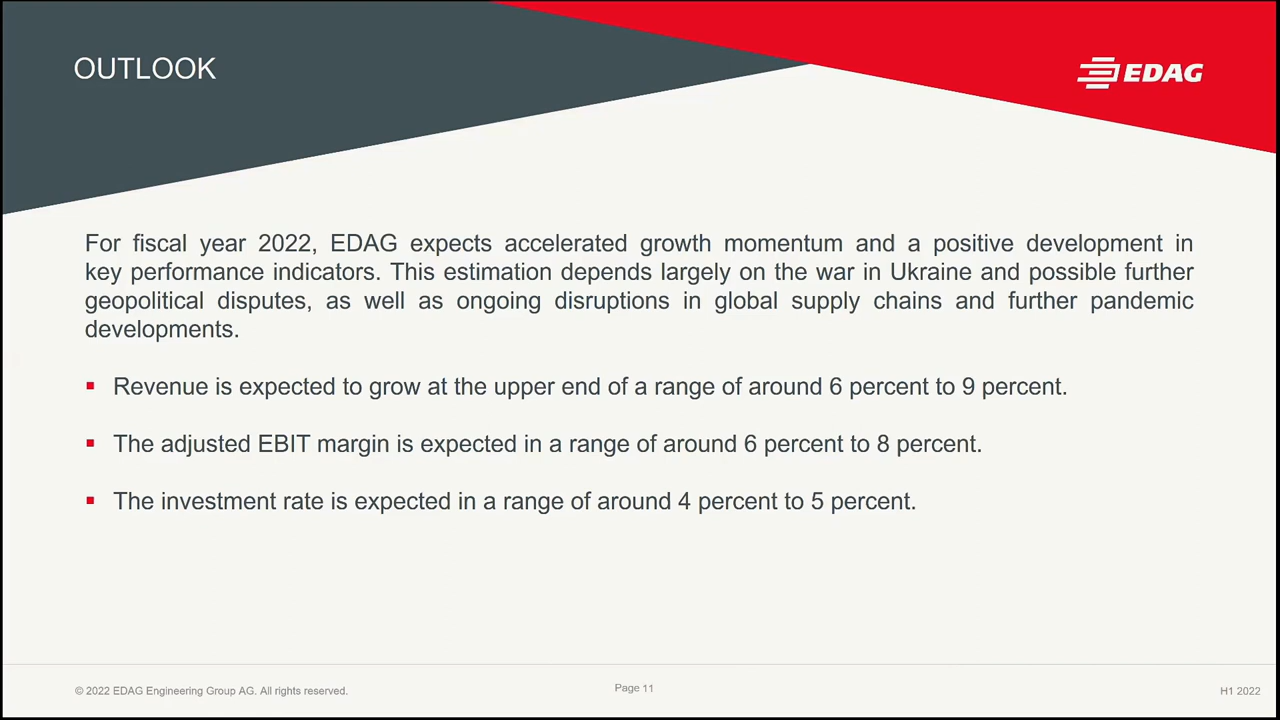 OUTLOOK
EDAG
For fiscal year 2022, EDAG expects accelerated growth momentum and a positive development in
key performance indicators. This estimation depends largely on the war in Ukraine and possible further
geopolitical disputes, as well as ongoing disruptions in global supply chains and further pandemic
developments.
▪ Revenue is expected to grow at the upper end of a range of around 6 percent to 9 percent.
▪ The adjusted EBIT margin is expected in a range of around 6 percent to 8 percent.
▪ The investment rate is expected in a range of around 4 percent to 5 percent.
© 2022 EDAG Engineering Group AG. All rights reserved.
Page 11
H1 2022